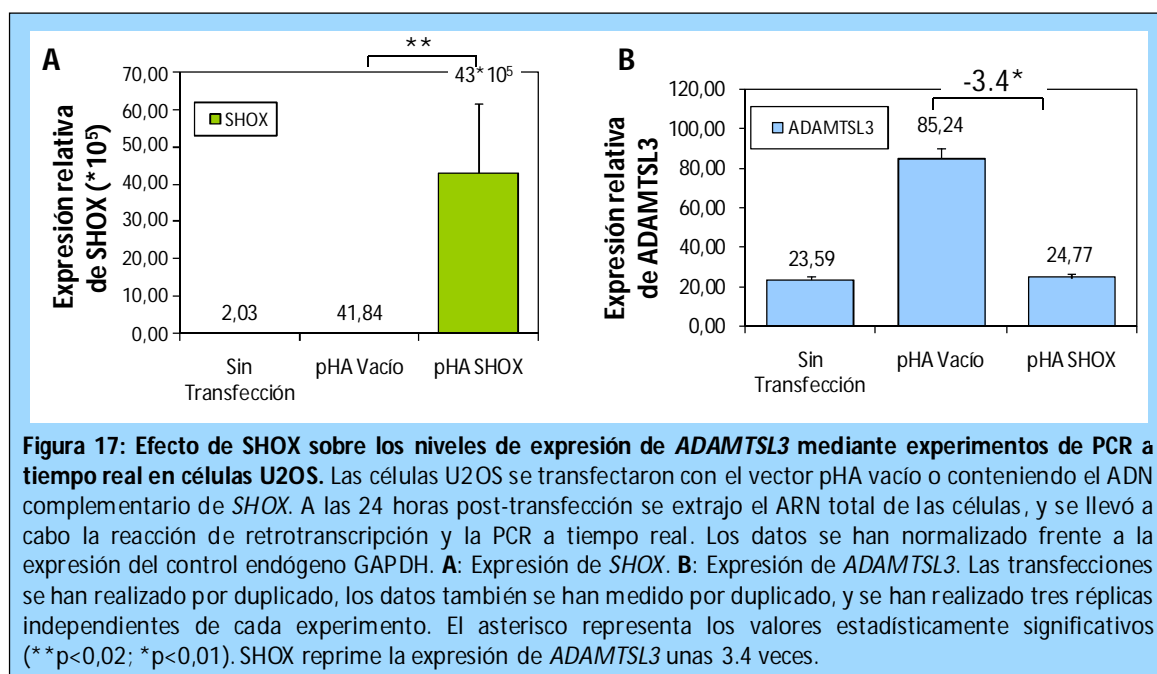 A
**
43*10⁵
70,00
60,00
50,00
40,00
30,00
20,00
10,00
0,00
Expresión relativa
de SHOX (*10⁵)
SHOX
2,03
41,84
Sin
Transfección
pHA Vacío
pHA SHOX
B
-3.4*
120,00
100,00
80,00
60,00
40,00
20,00
0,00
Expresión relativa
de ADAMTSL3
ADAMTSL3
85,24
23,59
24,77
Sin
Transfección
pHA Vacío
pHA SHOX
Figura 17: Efecto de SHOX sobre los niveles de expresión de ADAMTSL3 mediante experimentos de PCR a
tiempo real en células U2OS. Las células U2OS se transfectaron con el vector pHA vacío o conteniendo el ADN
complementario de SHOX. A las 24 horas post-transfección se extrajo el ARN total de las células, y se llevó a
cabo la reacción de retrotranscripción y la PCR a tiempo real. Los datos se han normalizado frente a la
expresión del control endógeno GAPDH. A: Expresión de SHOX. B: Expresión de ADAMTSL3. Las transfecciones
se han realizado por duplicado, los datos también se han medido por duplicado, y se han realizado tres réplicas
independientes de cada experimento. El asterisco representa los valores estadísticamente significativos
(**p<0,02; *p<0,01). SHOX reprime la expresión de ADAMTSL3 unas 3.4 veces.